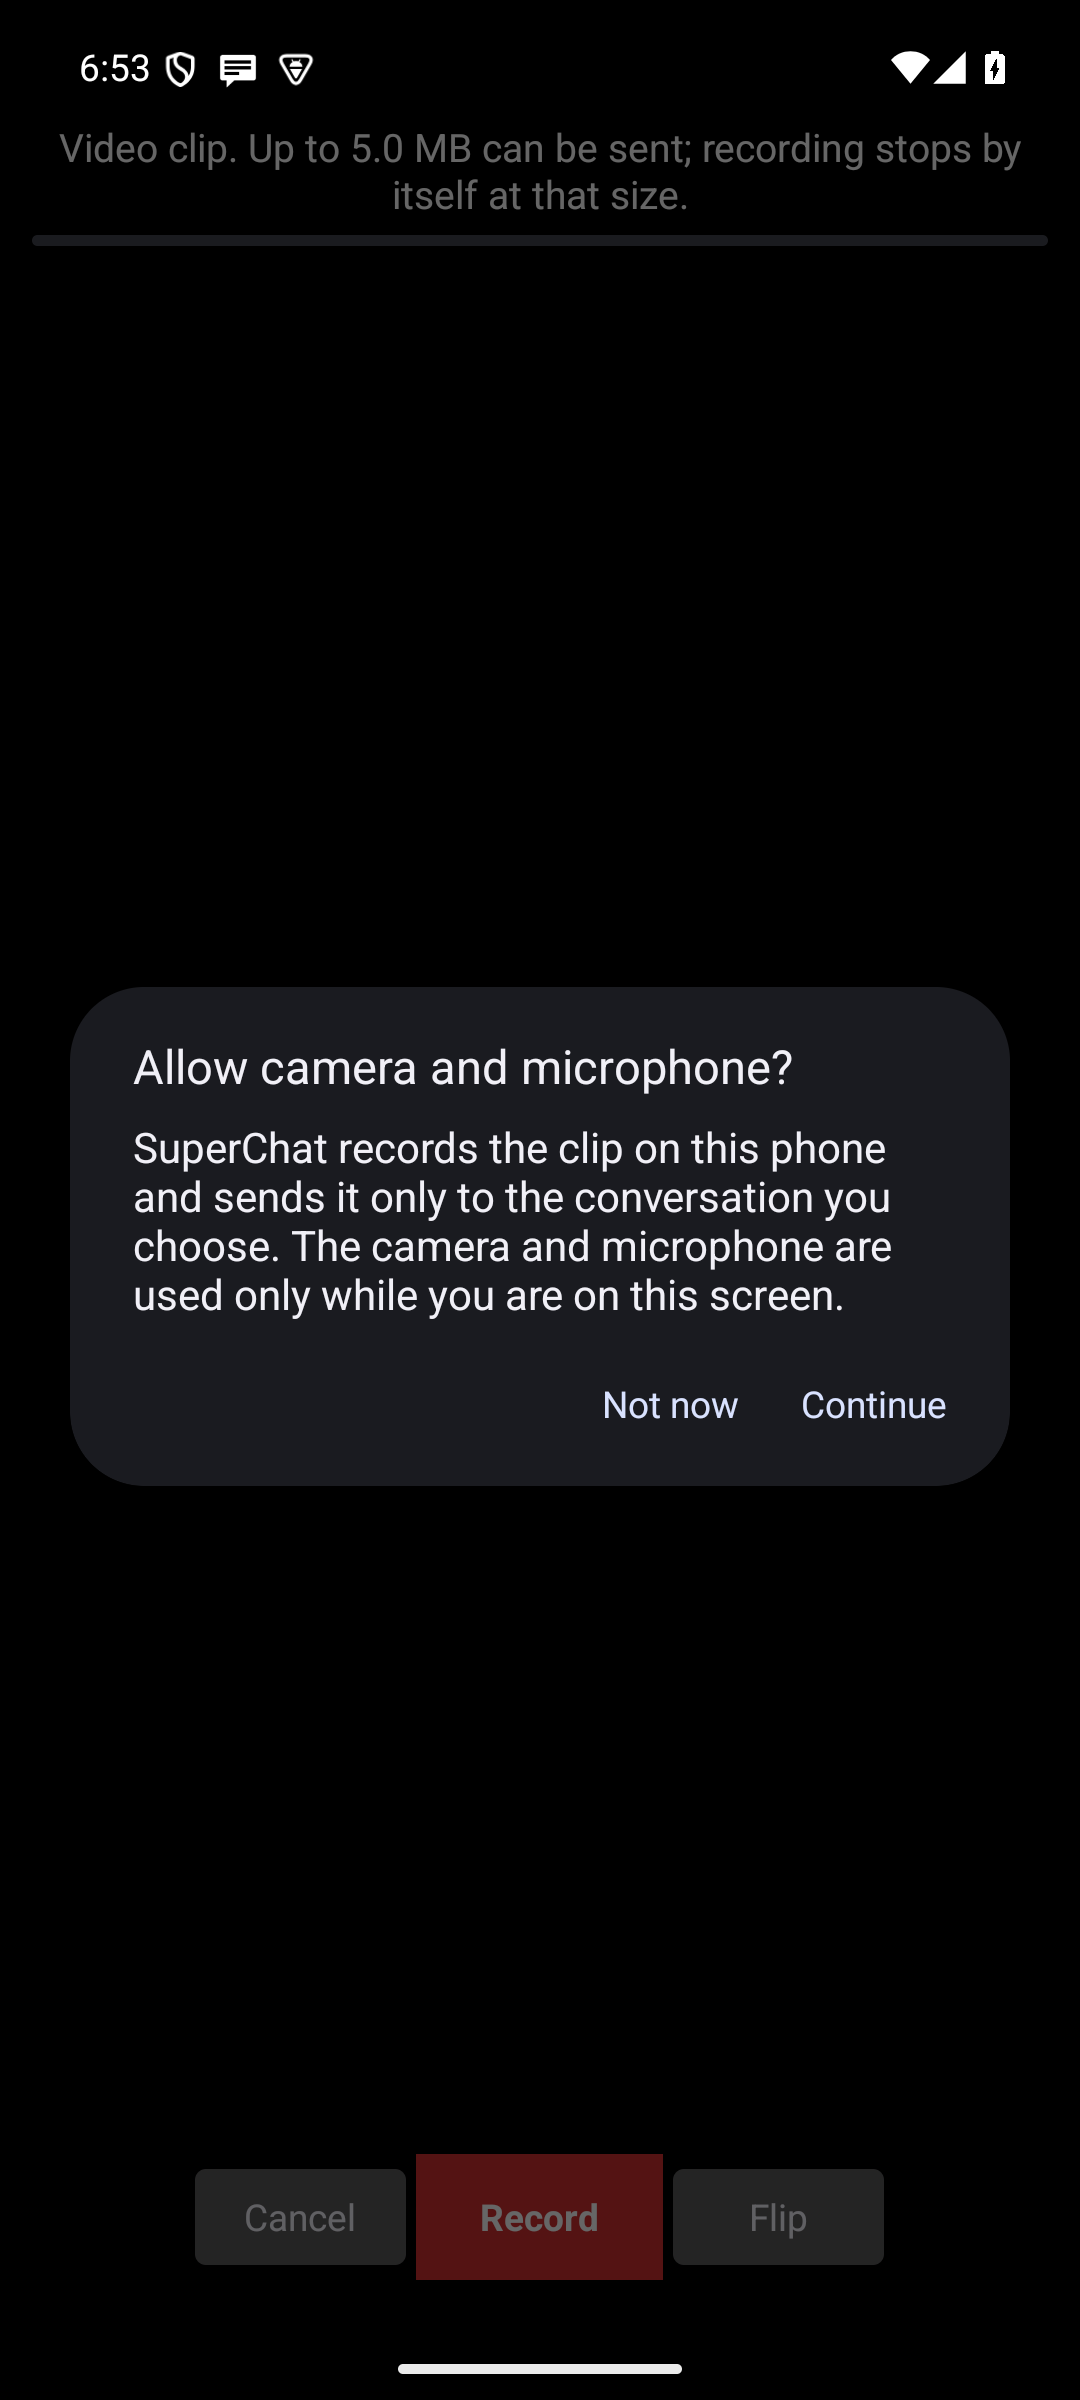 6:53
Video clip. Up to 5.0 MB can be sent; recording stops by
itself at that size.
Allow camera and microphone?
SuperChat records the clip on this phone
and sends it only to the conversation you
choose. The camera and microphone are
used only while you are on this screen.
Not now Continue
Cancel Record Flip